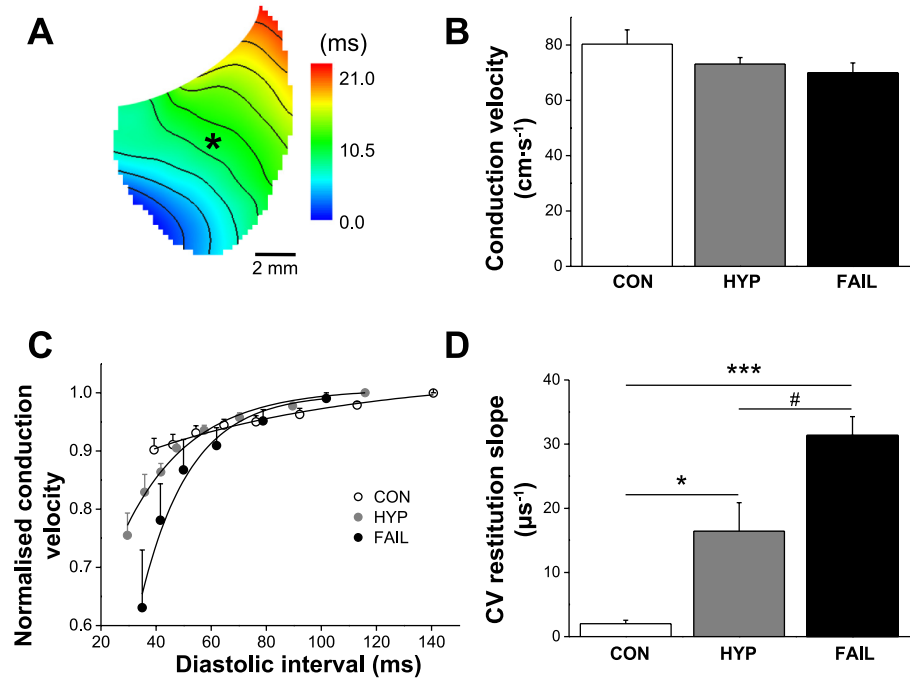 A
(ms)
21.0
10.5
0.0
*
2 mm
B
Conduction velocity
(cm·s-1)
80
60
40
20
0
CON
HYP
FAIL
C
Normalised conduction
velocity
1.0
0.9
0.8
0.7
0.6
20
40
60
80
100
120
140
Diastolic interval (ms)
CON
HYP
FAIL
D
CV restitution slope
(µs-1)
40
30
20
10
0
***
#
*
CON
HYP
FAIL